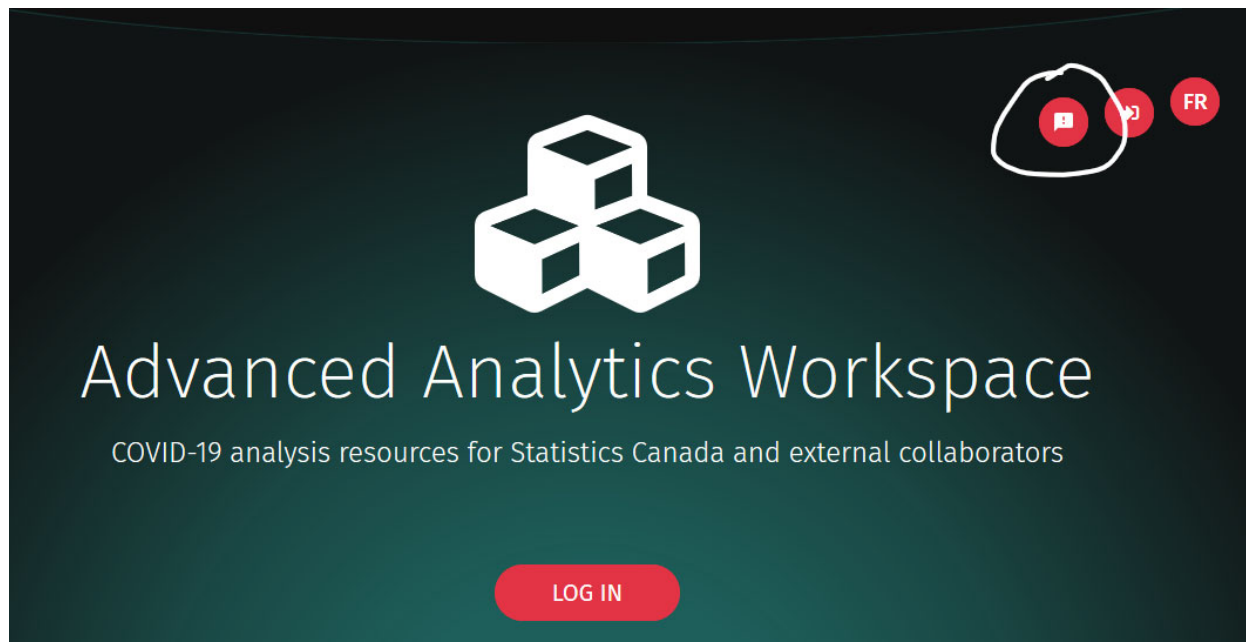 FR
Advanced Analytics Workspace
COVID-19 analysis resources for Statistics Canada and external collaborators
LOG IN